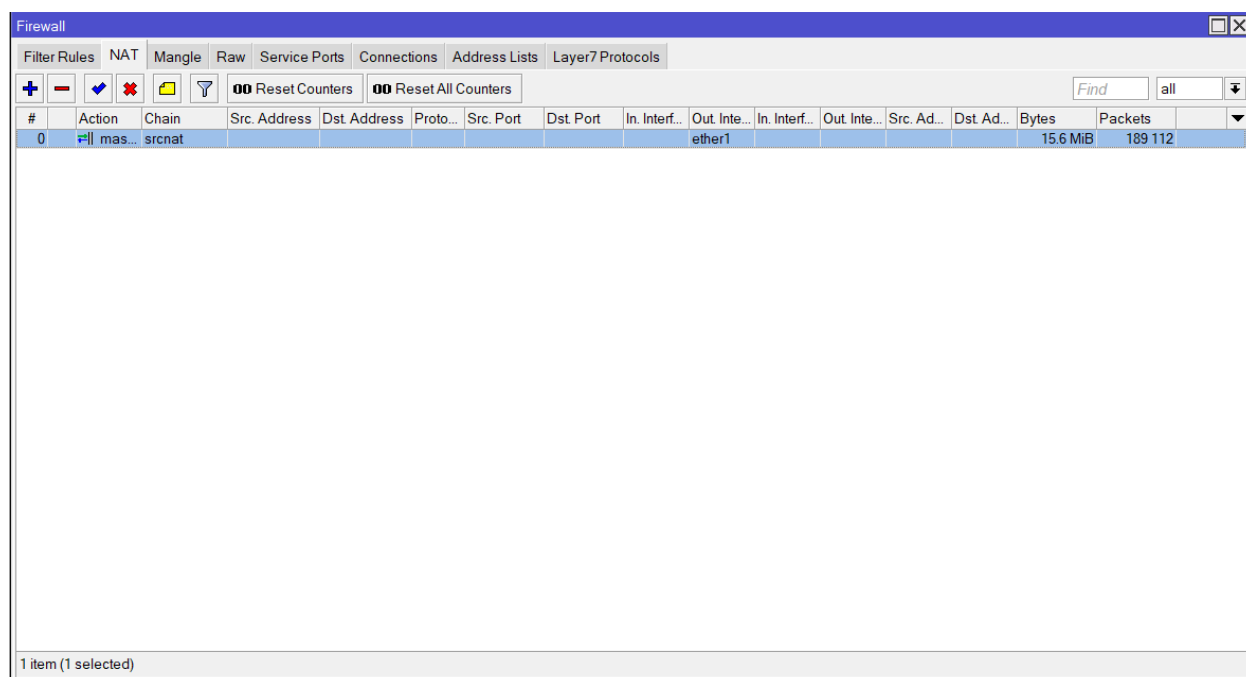 Firewall
Filter Rules NAT Mangle Raw Service Ports Connections Address Lists Layer7 Protocols
00 Reset Counters 00 Reset All Counters Find all
# Action Chain Src. Address Dst. Address Proto... Src. Port Dst. Port In. Interf... Out. Inte... In. Interf... Out. Inte... Src. Ad... Dst. Ad... Bytes Packets
0 mas... srcnat ether1 15.6 MiB 189 112
1 item (1 selected)